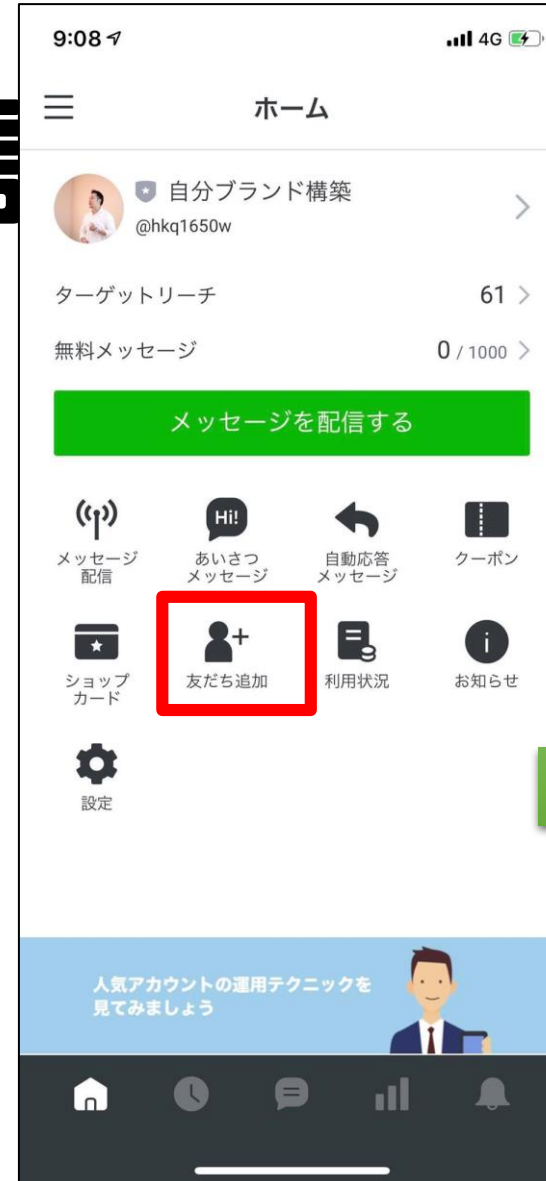 9:08
4G
ホーム
自分ブランド構築
@hkq1650w
ターゲットリーチ
61
無料メッセージ
0 / 1000
メッセージを配信する
メッセージ
配信
Hi!
あいさつ
メッセージ
自動応答
メッセージ
クーポン
ショップ
カード
友だち追加
利用状況
お知らせ
設定
人気アカウントの運用テクニックを
見てみましょう